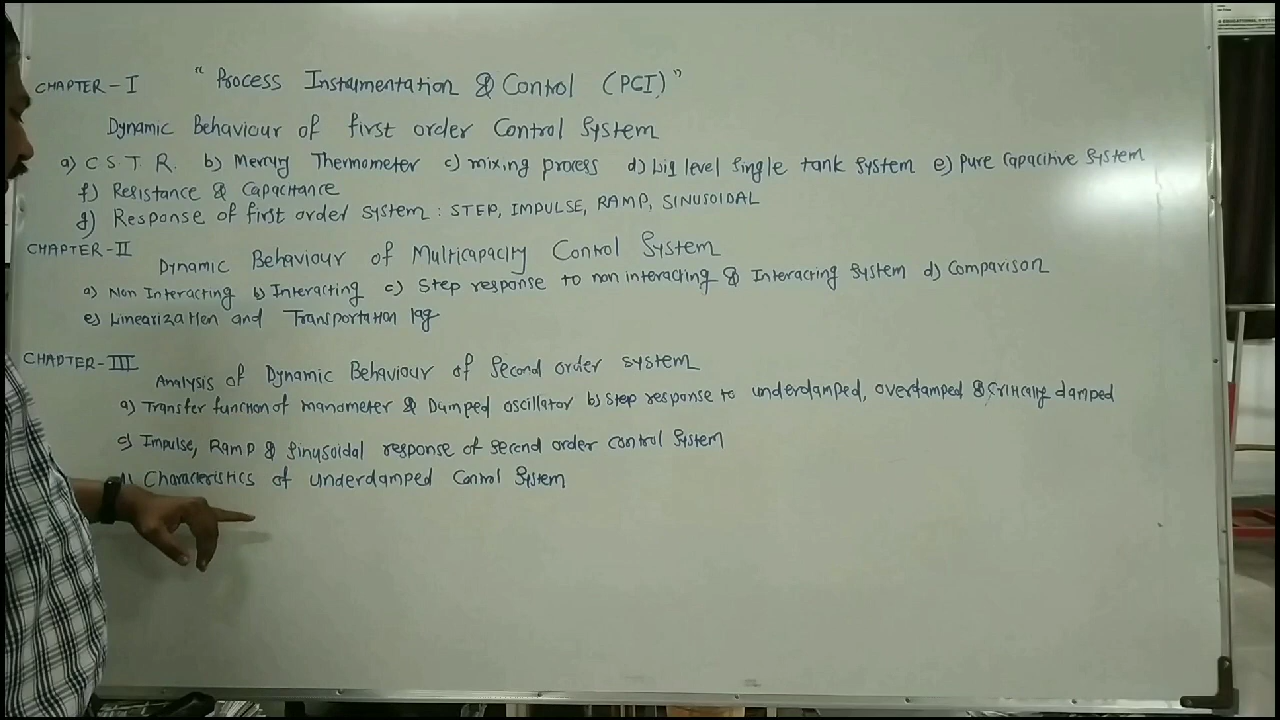 CHAPTER-I "Process Instrumentation & Control (PCI)"
Dynamic Behaviour of first order Control System
a) C.S.T.R. b) Mercury Thermometer c) mixing process d) Liq level single tank system e) Pure Capacitive System
f) Resistance & Capacitance
g) Response of first order system : STEP, IMPULSE, RAMP, SINUSOIDAL
CHAPTER-II Dynamic Behaviour of Multicapacity Control System
a) Non Interacting b) Interacting c) Step response to non interacting & Interacting System d) Comparison
e) Linearization and Transportation lag
CHAPTER-III Analysis of Dynamic Behaviour of Second order system
a) Transfer function of manometer & Damped oscillator b) Step response to underdamped, overdamped & Critically damped
c) Impulse, Ramp & Sinusoidal response of second order control System
Characteristics of underdamped Control System